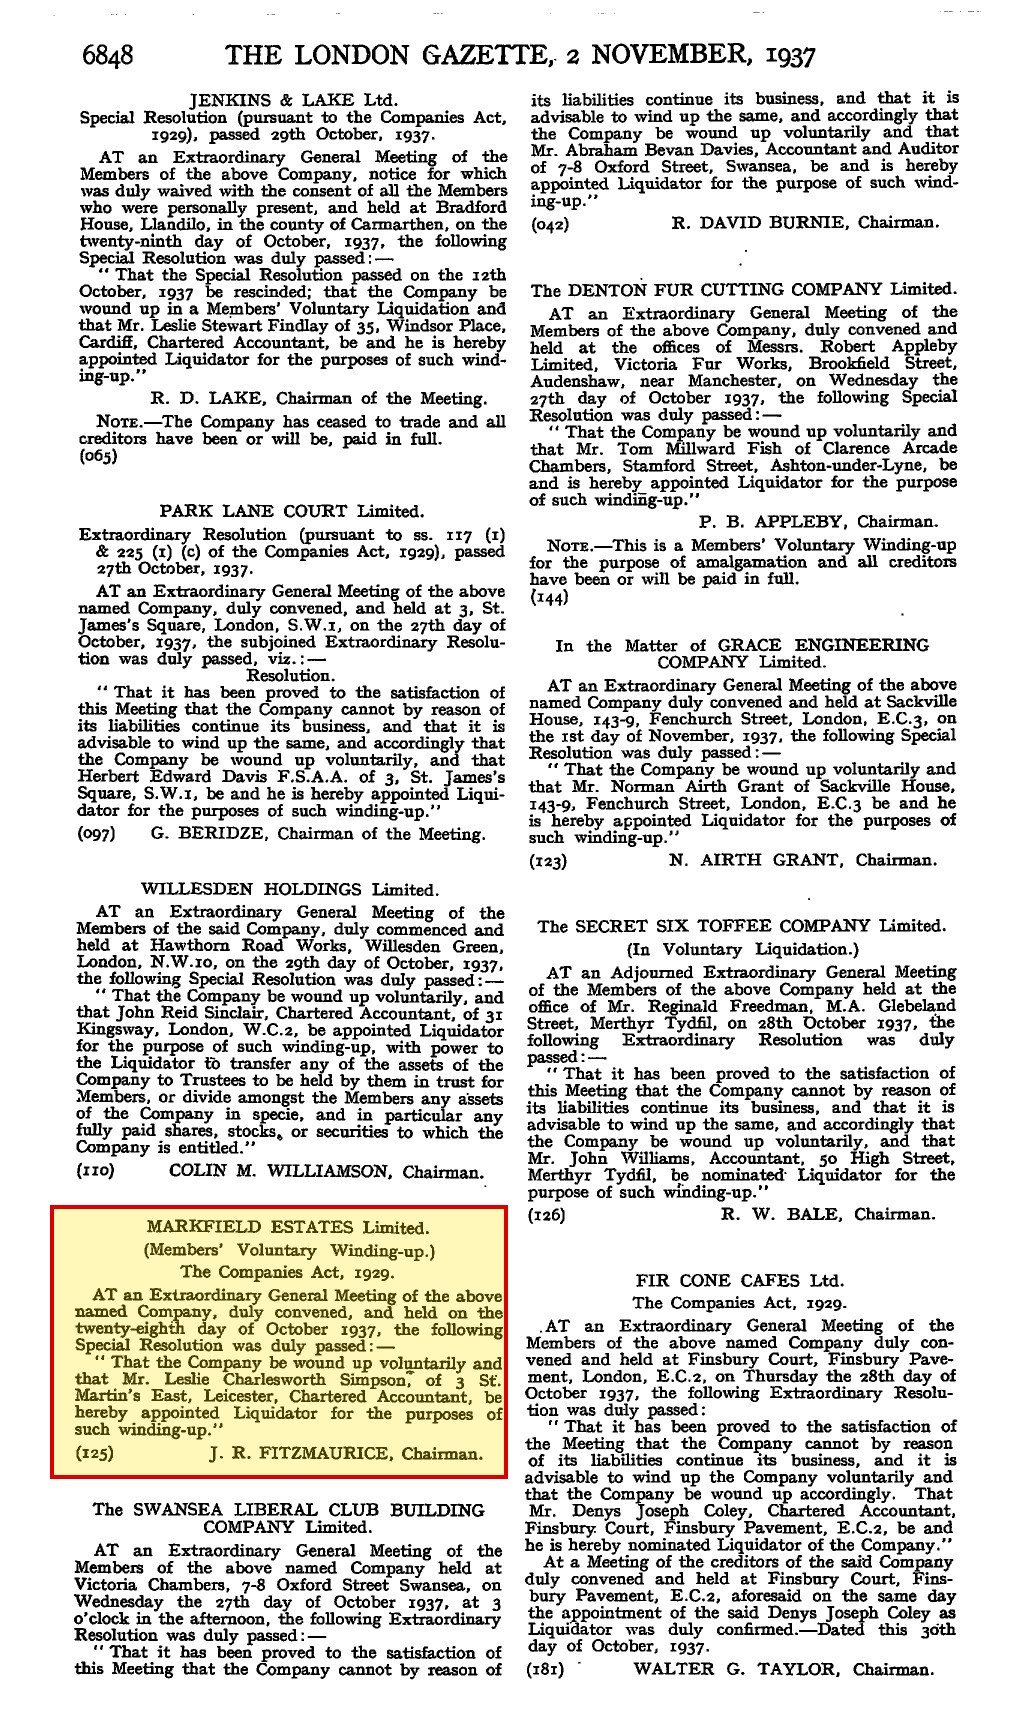 6848 THE LONDON GAZETTE, 2 NOVEMBER, 1937
JENKINS & LAKE Ltd.
Special Resolution (pursuant to the Companies Act,
1929), passed 29th October, 1937.
AT an Extraordinary General Meeting of the
Members of the above Company, notice for which
was duly waived with the consent of all the Members
who were personally present, and held at Bradford
House, Llandilo, in the county of Carmarthen, on the
twenty-ninth day of October, 1937, the following
Special Resolution was duly passed:—
“ That the Special Resolution passed on the 12th
October, 1937 be rescinded; that the Company be
wound up in a Members’ Voluntary Liquidation and
that Mr. Leslie Stewart Findlay of 35, Windsor Place,
Cardiff, Chartered Accountant, be and he is hereby
appointed Liquidator for the purposes of such wind-
ing-up.”
R. D. LAKE, Chairman of the Meeting.
NOTE.—The Company has ceased to trade and all
creditors have been or will be, paid in full.
(065)
PARK LANE COURT Limited.
Extraordinary Resolution (pursuant to ss. 117 (1)
& 225 (1) (c) of the Companies Act, 1929), passed
27th October, 1937.
AT an Extraordinary General Meeting of the above
named Company, duly convened, and held at 3, St.
James’s Square, London, S.W.1, on the 27th day of
October, 1937, the subjoined Extraordinary Resolu-
tion was duly passed, viz.:—
Resolution.
“ That it has been proved to the satisfaction of
this Meeting that the Company cannot by reason of
its liabilities continue its business, and that it is
advisable to wind up the same, and accordingly that
the Company be wound up voluntarily, and that
Herbert Edward Davis F.S.A.A. of 3, St. James’s
Square, S.W.1, be and he is hereby appointed Liqui-
dator for the purposes of such winding-up.”
(097) G. BERIDZE, Chairman of the Meeting.
WILLESDEN HOLDINGS Limited.
AT an Extraordinary General Meeting of the
Members of the said Company, duly commenced and
held at Hawthorn Road Works, Willesden Green,
London, N.W.10, on the 29th day of October, 1937,
the following Special Resolution was duly passed:—
“ That the Company be wound up voluntarily, and
that John Reid Sinclair, Chartered Accountant, of 31
Kingsway, London, W.C.2, be appointed Liquidator
for the purpose of such winding-up, with power to
the Liquidator to transfer any of the assets of the
Company to Trustees to be held by them in trust for
Members, or divide amongst the Members any assets
of the Company in specie, and in particular any
fully paid shares, stocks, or securities to which the
Company is entitled.”
(110) COLIN M. WILLIAMSON, Chairman.
MARKFIELD ESTATES Limited.
(Members’ Voluntary Winding-up.)
The Companies Act, 1929.
AT an Extraordinary General Meeting of the above
named Company, duly convened, and held on the
twenty-eighth day of October 1937, the following
Special Resolution was duly passed:—
“ That the Company be wound up voluntarily and
that Mr. Leslie Charlesworth Simpson, of 3 St.
Martin’s East, Leicester, Chartered Accountant, be
hereby appointed Liquidator for the purposes of
such winding-up.”
(125) J. R. FITZMAURICE, Chairman.
The SWANSEA LIBERAL CLUB BUILDING
COMPANY Limited.
AT an Extraordinary General Meeting of the
Members of the above named Company held at
Victoria Chambers, 7-8 Oxford Street Swansea, on
Wednesday the 27th day of October 1937, at 3
o’clock in the afternoon, the following Extraordinary
Resolution was duly passed:—
“ That it has been proved to the satisfaction of
this Meeting that the Company cannot by reason of
its liabilities continue its business, and that it is
advisable to wind up the same, and accordingly that
the Company be wound up voluntarily and that
Mr. Abraham Bevan Davies, Accountant and Auditor
of 7-8 Oxford Street, Swansea, be and is hereby
appointed Liquidator for the purpose of such wind-
ing-up.”
(042) R. DAVID BURNIE, Chairman.
The DENTON FUR CUTTING COMPANY Limited.
AT an Extraordinary General Meeting of the
Members of the above Company, duly convened and
held at the offices of Messrs. Robert Appleby
Limited, Victoria Fur Works, Brookfield Street,
Audenshaw, near Manchester, on Wednesday the
27th day of October 1937, the following Special
Resolution was duly passed:—
“ That the Company be wound up voluntarily and
that Mr. Tom Millward Fish of Clarence Arcade
Chambers, Stamford Street, Ashton-under-Lyne, be
and is hereby appointed Liquidator for the purpose
of such winding-up.”
P. B. APPLEBY, Chairman.
NOTE.—This is a Members’ Voluntary Winding-up
for the purpose of amalgamation and all creditors
have been or will be paid in full.
(144)
In the Matter of GRACE ENGINEERING
COMPANY Limited.
AT an Extraordinary General Meeting of the above
named Company duly convened and held at Sackville
House, 143-9, Fenchurch Street, London, E.C.3, on
the 1st day of November, 1937, the following Special
Resolution was duly passed:—
“ That the Company be wound up voluntarily and
that Mr. Norman Airth Grant of Sackville House,
143-9, Fenchurch Street, London, E.C.3 be and he
is hereby appointed Liquidator for the purposes of
such winding-up.”
(123) N. AIRTH GRANT, Chairman.
The SECRET SIX TOFFEE COMPANY Limited.
(In Voluntary Liquidation.)
AT an Adjourned Extraordinary General Meeting
of the Members of the above Company held at the
office of Mr. Reginald Freedman, M.A. Glebeland
Street, Merthyr Tydfil, on 28th October 1937, the
following Extraordinary Resolution was duly
passed:—
“ That it has been proved to the satisfaction of
this Meeting that the Company cannot by reason of
its liabilities continue its business, and that it is
advisable to wind up the same, and accordingly that
the Company be wound up voluntarily, and that
Mr. John Williams, Accountant, 50 High Street,
Merthyr Tydfil, be nominated Liquidator for the
purpose of such winding-up.”
(126) R. W. BALE, Chairman.
FIR CONE CAFES Ltd.
The Companies Act, 1929.
AT an Extraordinary General Meeting of the
Members of the above named Company duly con-
vened and held at Finsbury Court, Finsbury Pave-
ment, London, E.C.2, on Thursday the 28th day of
October 1937, the following Extraordinary Resolu-
tion was duly passed:
“ That it has been proved to the satisfaction of
the Meeting that the Company cannot by reason
of its liabilities continue its business, and it is
advisable to wind up the Company voluntarily and
that the Company be wound up accordingly. That
Mr. Denys Joseph Coley, Chartered Accountant,
Finsbury Court, Finsbury Pavement, E.C.2, be and
he is hereby nominated Liquidator of the Company.”
At a Meeting of the creditors of the said Company
duly convened and held at Finsbury Court, Fins-
bury Pavement, E.C.2, aforesaid on the same day
the appointment of the said Denys Joseph Coley as
Liquidator was duly confirmed.—Dated this 30th
day of October, 1937.
(181) WALTER G. TAYLOR, Chairman.